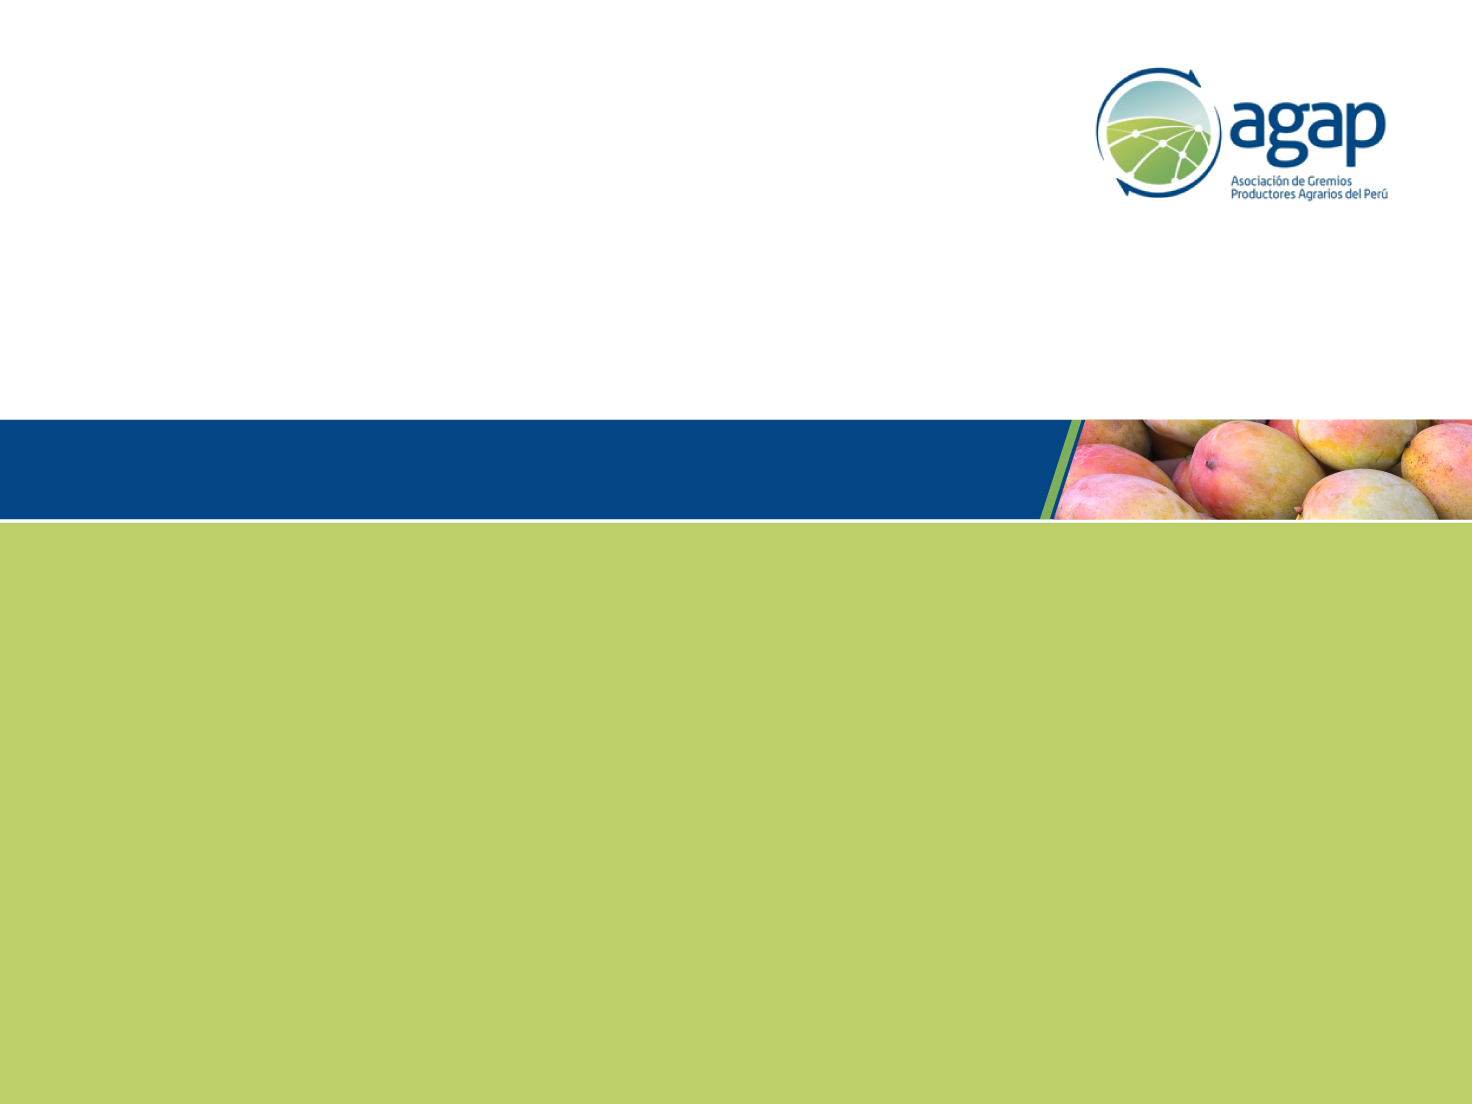 agap
Asociación de Gremios
Productores Agrarios del Perú